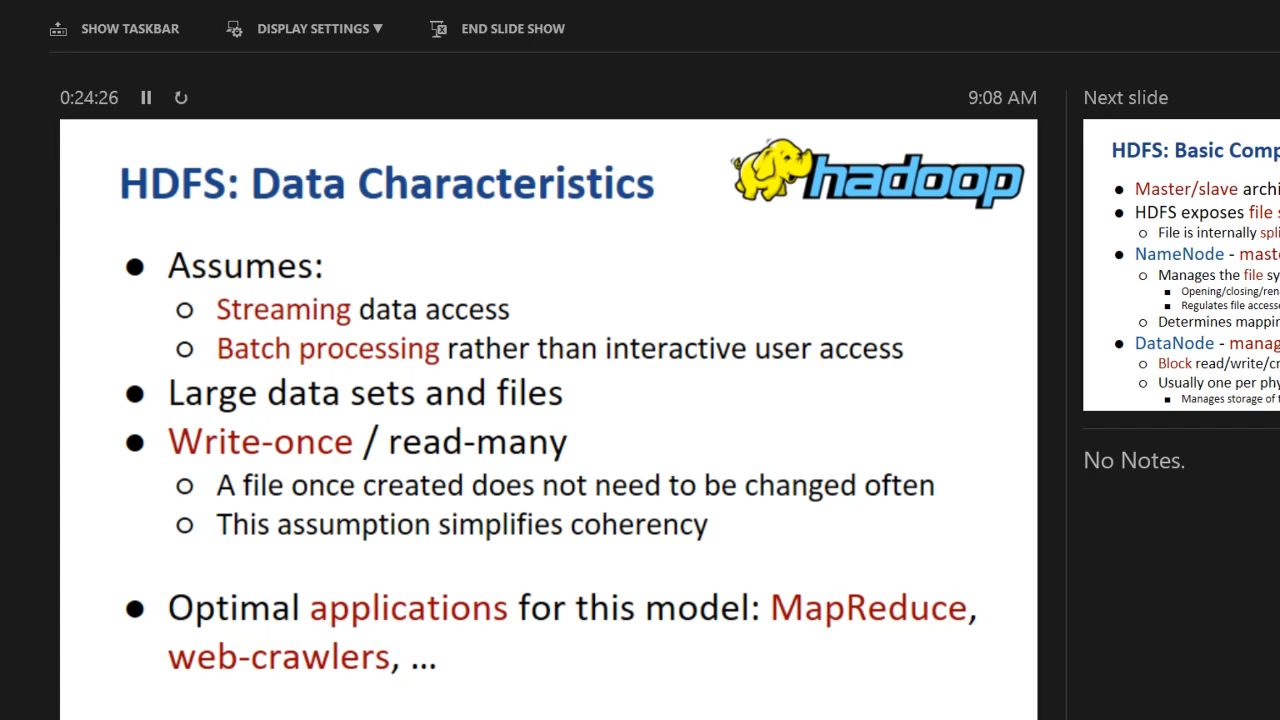 SHOW TASKBAR
DISPLAY SETTINGS ▼
END SLIDE SHOW
0:24:26
9:08 AM
HDFS: Data Characteristics
hadoop
● Assumes:
○ Streaming data access
○ Batch processing rather than interactive user access
● Large data sets and files
● Write-once / read-many
○ A file once created does not need to be changed often
○ This assumption simplifies coherency
● Optimal applications for this model: MapReduce,
web-crawlers, ...
Next slide
HDFS: Basic Comp
● Master/slave archi
● HDFS exposes file s
○ File is internally spli
● NameNode - mast
○ Manages the file sy
■ Opening/closing/ren
■ Regulates file access
○ Determines mappin
● DataNode - manag
○ Block read/write/cr
○ Usually one per phy
■ Manages storage of t
No Notes.